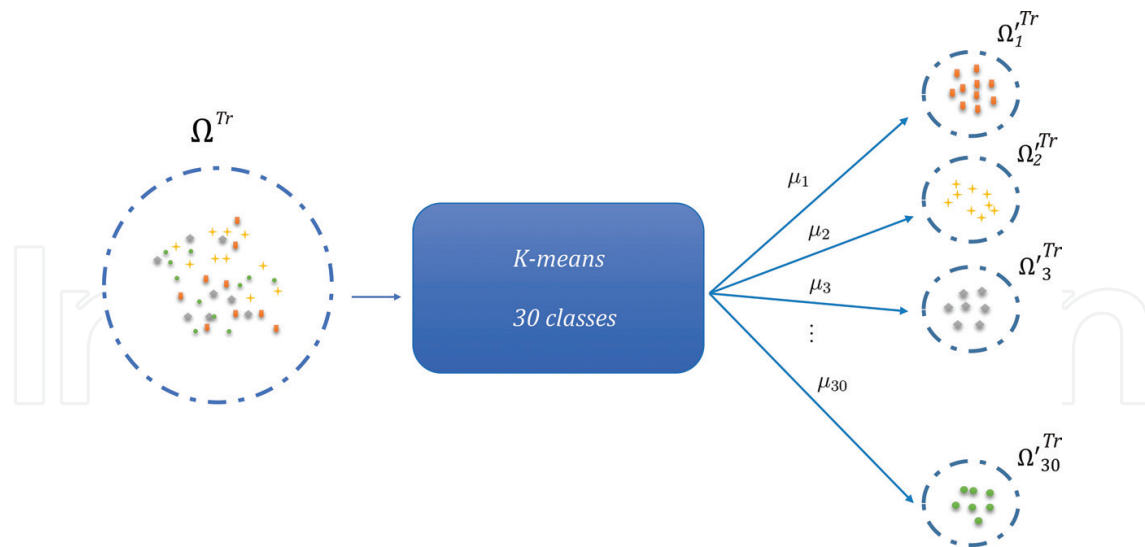 Ω^Tr
K-means
30 classes
μ₁
μ₂
μ₃
⋮
μ₃₀
Ω′₁^Tr
Ω′₂^Tr
Ω′₃^Tr
Ω′₃₀^Tr